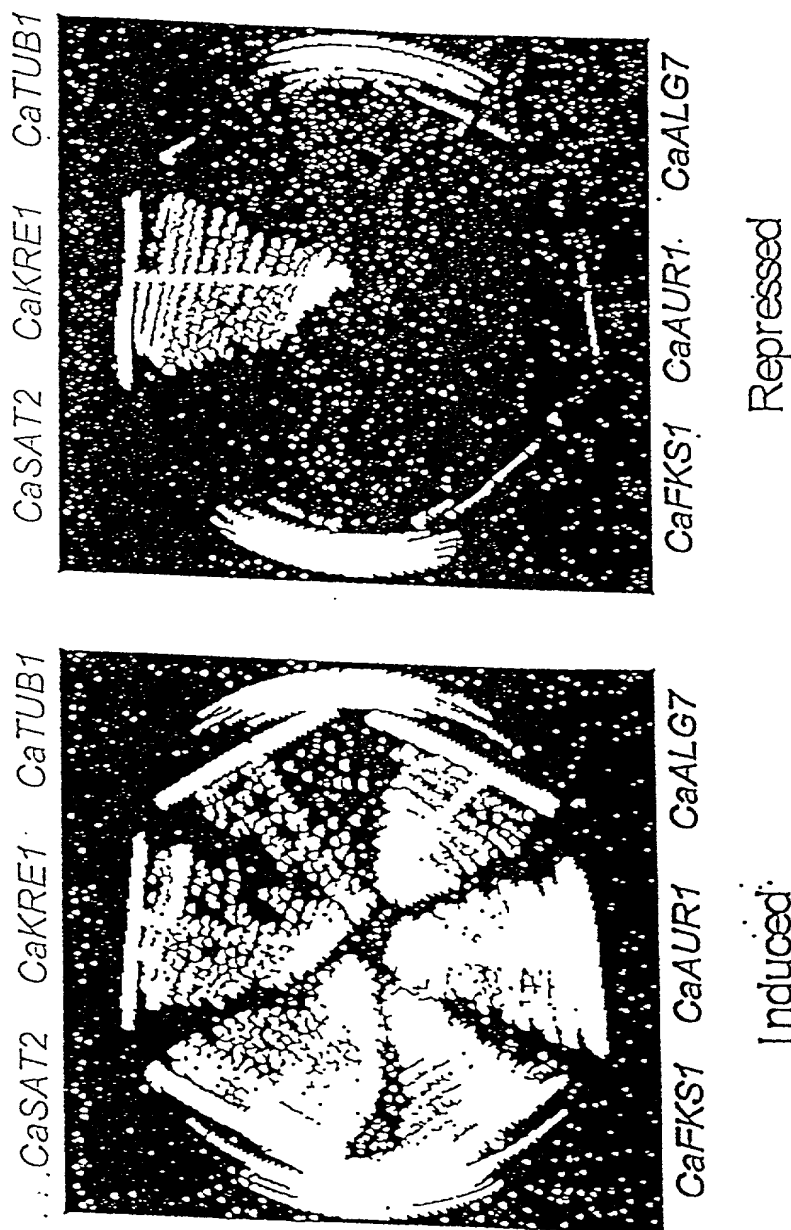 CaSAT2 CaKRE1 CaTUB1
CaFKS1 CaAUR1 CaALG7
Repressed
CaSAT2 CaKRE1 CaTUB1
CaFKS1 CaAUR1 CaALG7
Induced